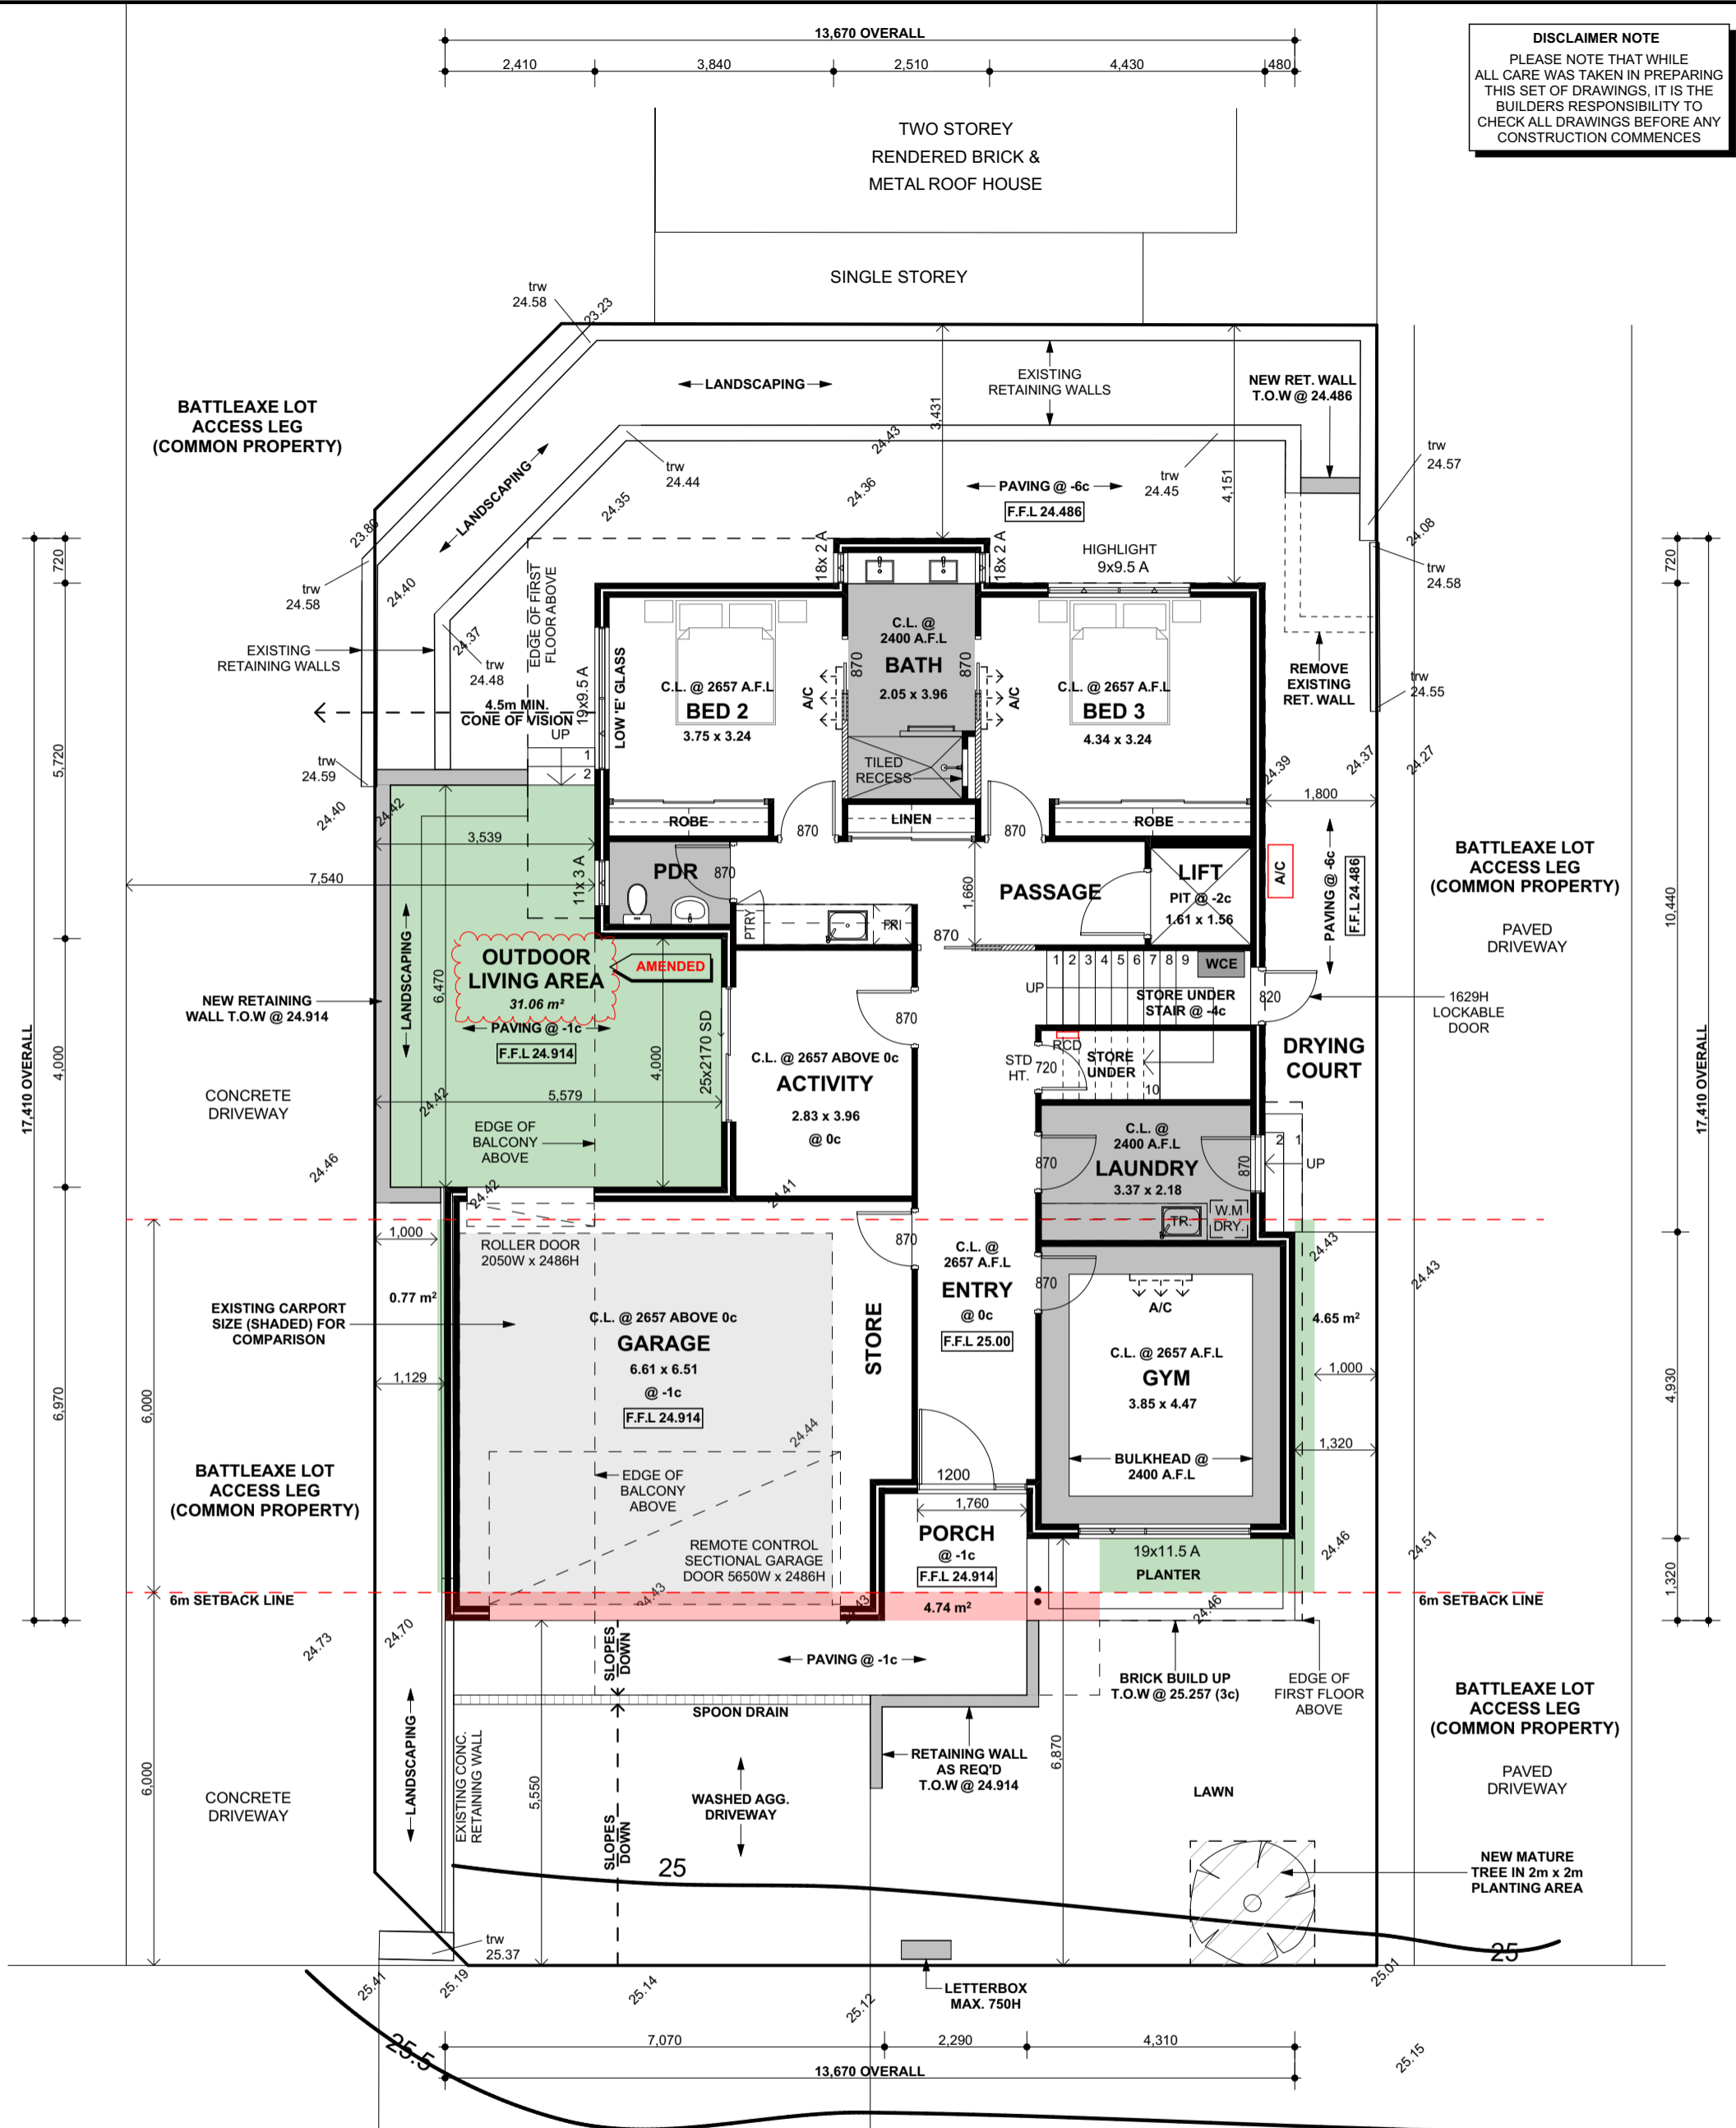 13,670 OVERALL
2,410
3,840
2,510
4,430
480
DISCLAIMER NOTE
PLEASE NOTE THAT WHILE
ALL CARE WAS TAKEN IN PREPARING
THIS SET OF DRAWINGS, IT IS THE
BUILDERS RESPONSIBILITY TO
CHECK ALL DRAWINGS BEFORE ANY
CONSTRUCTION COMMENCES
TWO STOREY
RENDERED BRICK &
METAL ROOF HOUSE
SINGLE STOREY
trw
24.58
23.23
BATTLEAXE LOT
ACCESS LEG
(COMMON PROPERTY)
LANDSCAPING
EXISTING
RETAINING WALLS
NEW RET. WALL
T.O.W @ 24.486
3,431
24.43
4,151
trw
24.57
LANDSCAPING
trw
24.44
24.36
24.35
trw
24.45
PAVING @ -6c
F.F.L 24.486
23.80
24.08
720
720
18x 2 A
18x 2 A
HIGHLIGHT
9x9.5 A
trw
24.58
trw
24.58
24.40
EDGE OF FIRST
FLOOR ABOVE
24.37
EXISTING
RETAINING WALLS
trw
24.48
4.5m MIN.
CONE OF VISION
UP
1
2
19x9.5 A
LOW 'E' GLASS
C.L. @ 2657 A.F.L
BED 2
3.75 x 3.24
A/C
870
C.L. @
2400 A.F.L
BATH
2.05 x 3.96
870
A/C
TILED
RECESS
C.L. @ 2657 A.F.L
BED 3
4.34 x 3.24
REMOVE
EXISTING
RET. WALL
trw
24.55
5,720
trw
24.59
24.40
24.42
24.39
24.37
24.27
1,800
ROBE
870
LINEN
870
ROBE
3,539
7,540
11x 3 A
PDR
870
PTRY
FRI
1,660
PASSAGE
LIFT
PIT @ -2c
1.61 x 1.56
A/C
PAVING @ -6c
F.F.L 24.486
BATTLEAXE LOT
ACCESS LEG
(COMMON PROPERTY)
PAVED
DRIVEWAY
10,440
LANDSCAPING
6,470
OUTDOOR
LIVING AREA
31.06 m²
AMENDED
PAVING @ -1c
F.F.L 24.914
4,000
25x2170 SD
870
1 2 3 4 5 6 7 8 9
WCE
UP
STORE UNDER
STAIR @ -4c
820
1629H
LOCKABLE
DOOR
NEW RETAINING
WALL T.O.W @ 24.914
17,410 OVERALL
4,000
17,410 OVERALL
CONCRETE
DRIVEWAY
24.42
5,579
EDGE OF
BALCONY
ABOVE
24.46
24.42
C.L. @ 2657 ABOVE 0c
ACTIVITY
2.83 x 3.96
@ 0c
870
STD
HT.
720
RCD
STORE
UNDER
10
DRYING
COURT
C.L. @
2400 A.F.L
LAUNDRY
3.37 x 2.18
870
870
2 1
UP
TR.
W.M
DRY.
1,000
ROLLER DOOR
2050W x 2486H
870
24.43
24.43
0.77 m²
EXISTING CARPORT
SIZE (SHADED) FOR
COMPARISON
C.L. @ 2657 ABOVE 0c
GARAGE
6.61 x 6.51
@ -1c
F.F.L 24.914
STORE
C.L. @
2657 A.F.L
ENTRY
@ 0c
F.F.L 25.00
870
A/C
C.L. @ 2657 A.F.L
GYM
3.85 x 4.47
BULKHEAD @
2400 A.F.L
4.65 m²
1,000
1,320
4,930
1,129
6,970
6,000
24.44
EDGE OF
BALCONY
ABOVE
1200
1,760
BATTLEAXE LOT
ACCESS LEG
(COMMON PROPERTY)
REMOTE CONTROL
SECTIONAL GARAGE
DOOR 5650W x 2486H
PORCH
@ -1c
F.F.L 24.914
19x11.5 A
PLANTER
24.46
24.51
1,320
6m SETBACK LINE
24.43
4.74 m²
24.46
6m SETBACK LINE
24.73
24.70
SLOPES
DOWN
PAVING @ -1c
BRICK BUILD UP
T.O.W @ 25.257 (3c)
EDGE OF
FIRST FLOOR
ABOVE
BATTLEAXE LOT
ACCESS LEG
(COMMON PROPERTY)
LANDSCAPING
EXISTING CONC.
RETAINING WALL
SPOON DRAIN
RETAINING WALL
AS REQ'D
T.O.W @ 24.914
6,870
6,000
5,550
CONCRETE
DRIVEWAY
SLOPES
DOWN
WASHED AGG.
DRIVEWAY
LAWN
PAVED
DRIVEWAY
25
NEW MATURE
TREE IN 2m x 2m
PLANTING AREA
trw
25.37
25
25.41
25.19
25.14
25.12
LETTERBOX
MAX. 750H
25.01
25.5
7,070
2,290
4,310
13,670 OVERALL
25.15